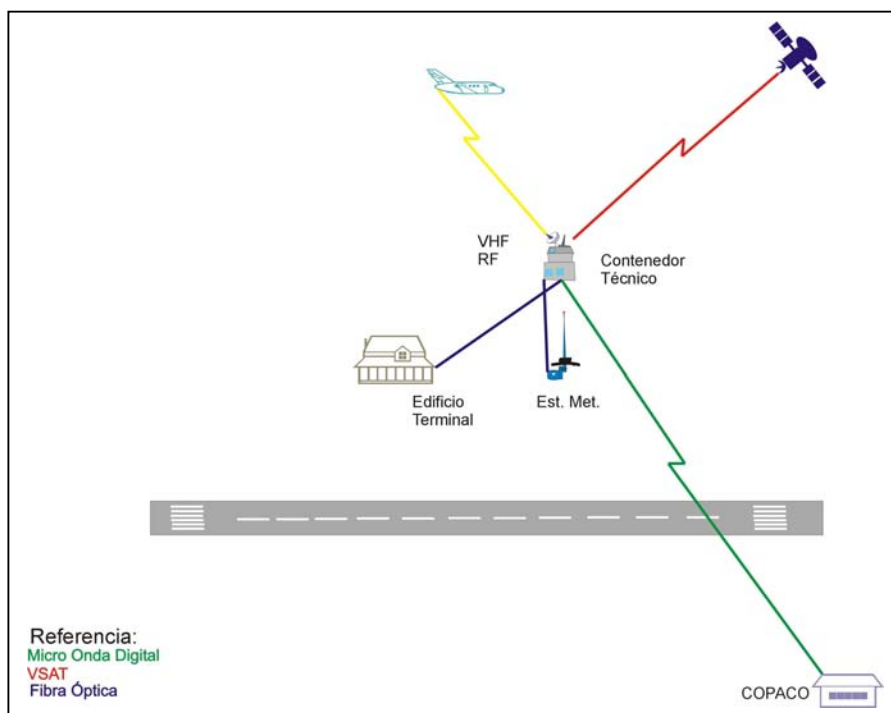 VHF
RF
Contenedor
Técnico
Edificio
Terminal
Est. Met.
Referencia:
Micro Onda Digital
VSAT
Fibra Óptica
COPACO